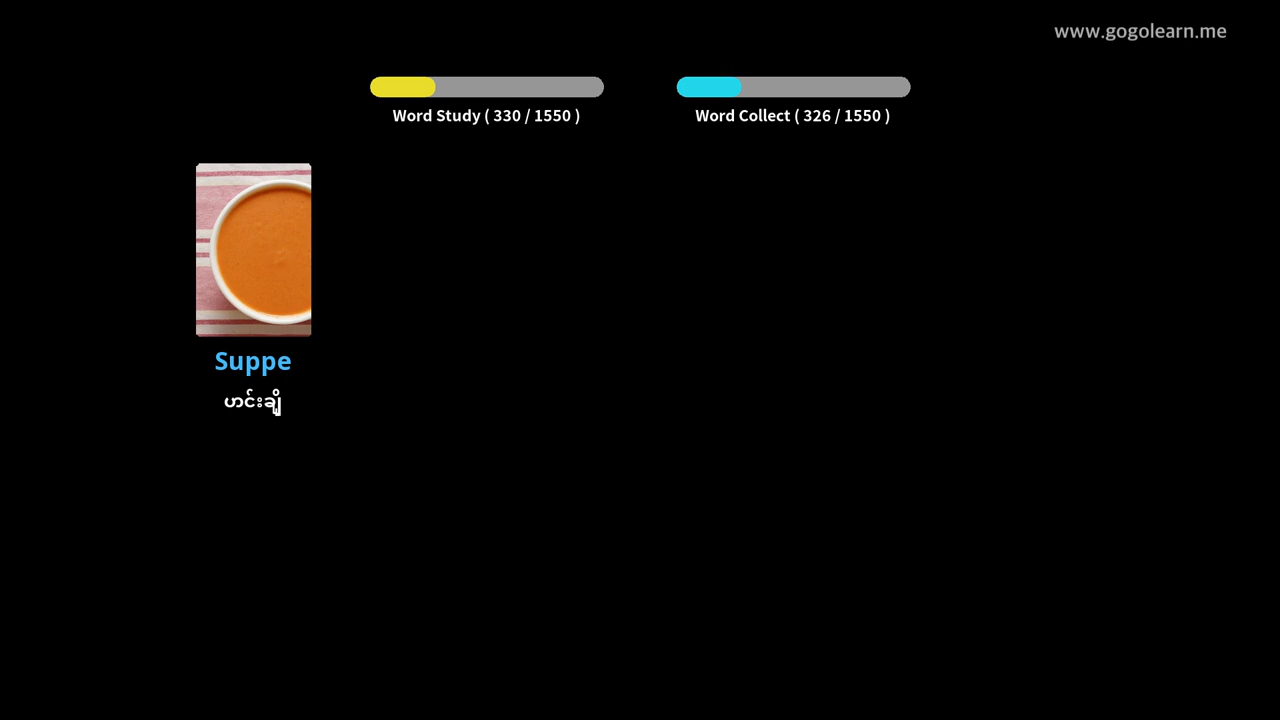 www.gogolearn.me
Word Study ( 330 / 1550 )
Word Collect ( 326 / 1550 )
Suppe
ဟင်းချို